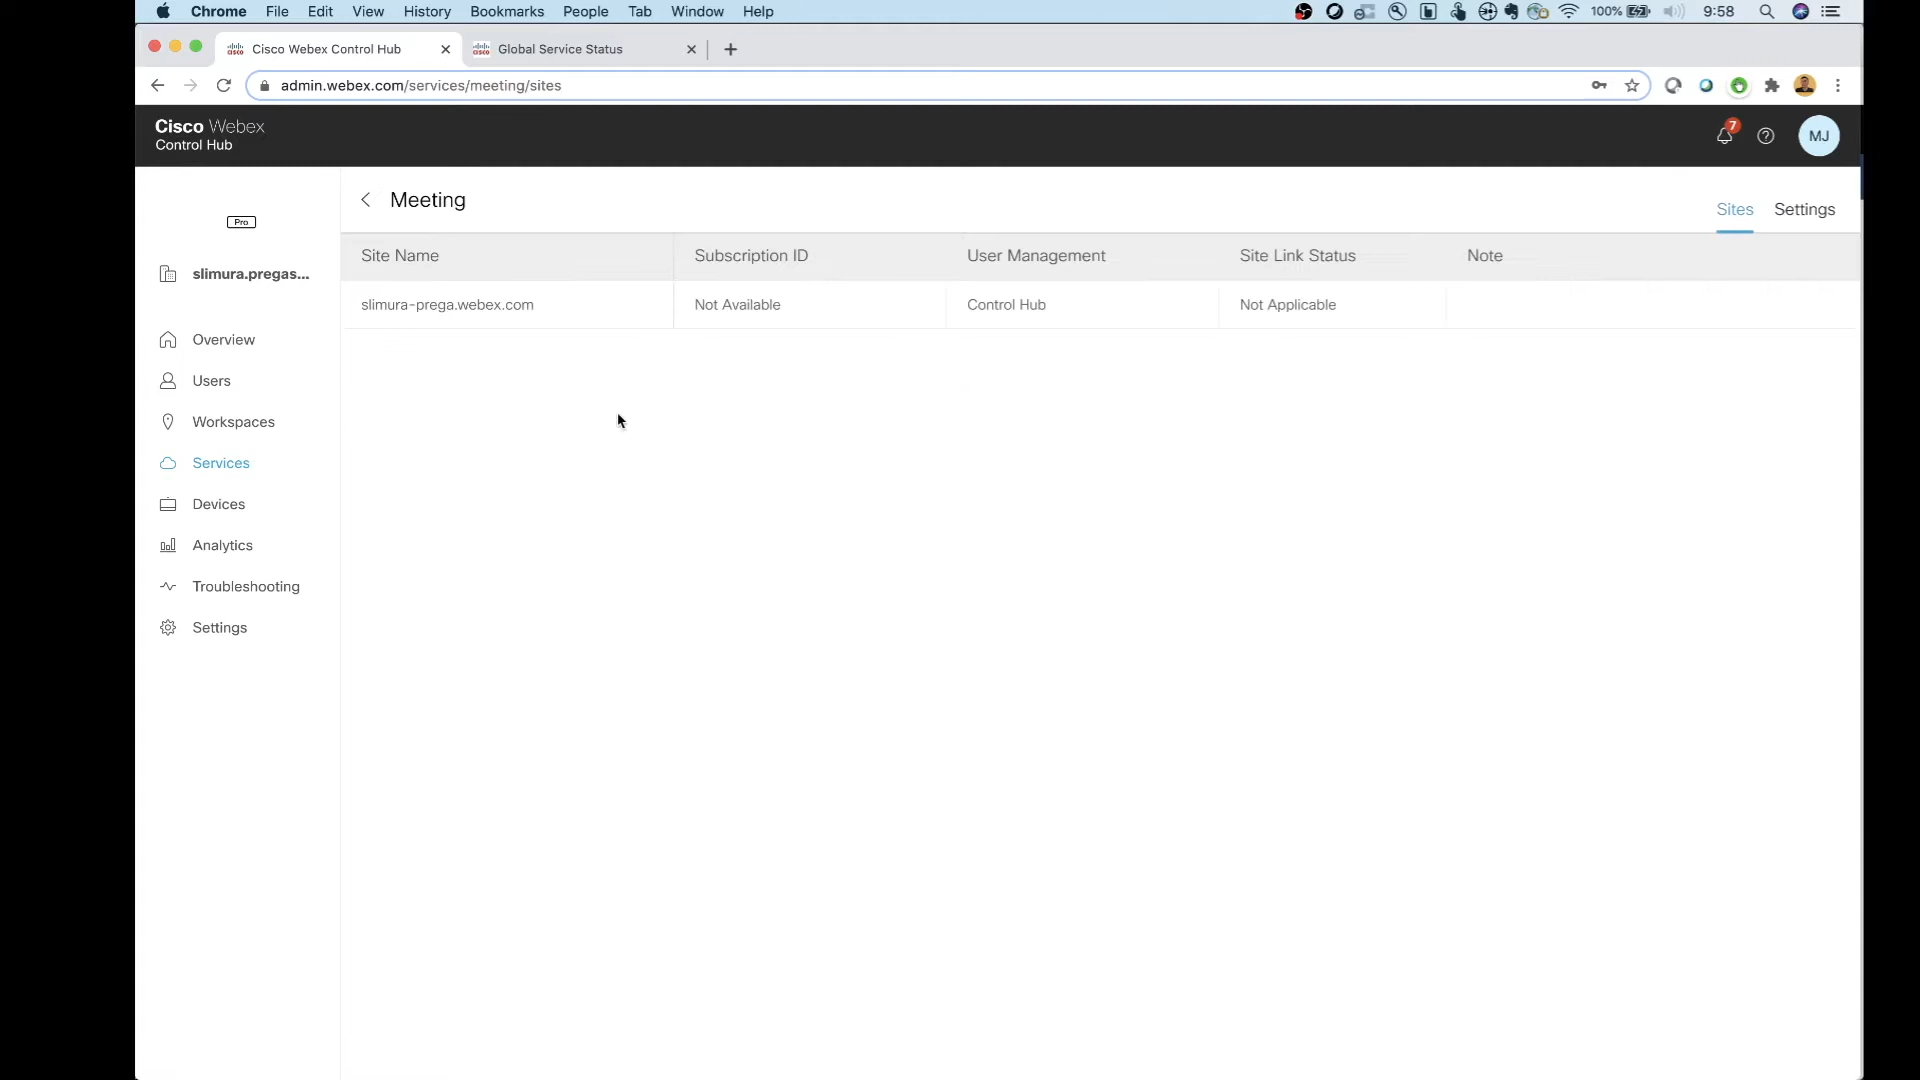 Chrome File Edit View History Bookmarks People Tab Window Help 100% 9:58
Cisco Webex Control Hub Global Service Status
admin.webex.com/services/meeting/sites
Cisco Webex
Control Hub
7
MJ
Pro
slimura.pregas...
Overview
Users
Workspaces
Services
Devices
Analytics
Troubleshooting
Settings
Meeting
Sites Settings
Site Name Subscription ID User Management Site Link Status Note
slimura-prega.webex.com Not Available Control Hub Not Applicable